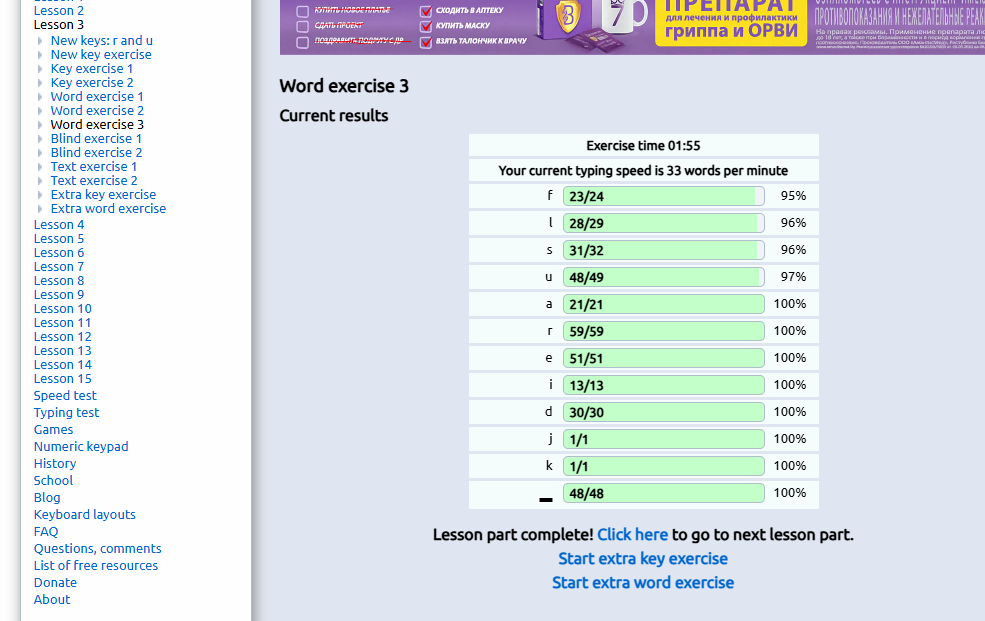 Lesson 2
Lesson 3
New keys: r and u
New key exercise
Key exercise 1
Key exercise 2
Word exercise 1
Word exercise 2
Word exercise 3
Blind exercise 1
Blind exercise 2
Text exercise 1
Text exercise 2
Extra key exercise
Extra word exercise
Lesson 4
Lesson 5
Lesson 6
Lesson 7
Lesson 8
Lesson 9
Lesson 10
Lesson 11
Lesson 12
Lesson 13
Lesson 14
Lesson 15
Speed test
Typing test
Games
Numeric keypad
History
School
Blog
Keyboard layouts
FAQ
Questions, comments
List of free resources
Donate
About
КУПИТЬ НОВОЕ ПЛАТЬЕ
СДАТЬ ПРОЕКТ
ПОЗДРАВИТЬ ПОДРУГУ С ДР
СХОДИТЬ В АПТЕКУ
КУПИТЬ МАСКУ
ВЗЯТЬ ТАЛОНЧИК К ВРАЧУ
7
ПРЕПАРАТ
для лечения и профилактики
гриппа и ОРВИ
ПРОТИВОПОКАЗАНИЯ И НЕЖЕЛАТЕЛЬНЫЕ
На правах рекламы. Применение препарата
Word exercise 3
Current results
Exercise time 01:55
Your current typing speed is 33 words per minute
f 23/24 95%
l 28/29 96%
s 31/32 96%
u 48/49 97%
a 21/21 100%
r 59/59 100%
e 51/51 100%
i 13/13 100%
d 30/30 100%
j 1/1 100%
k 1/1 100%
_ 48/48 100%
Lesson part complete! Click here to go to next lesson part.
Start extra key exercise
Start extra word exercise